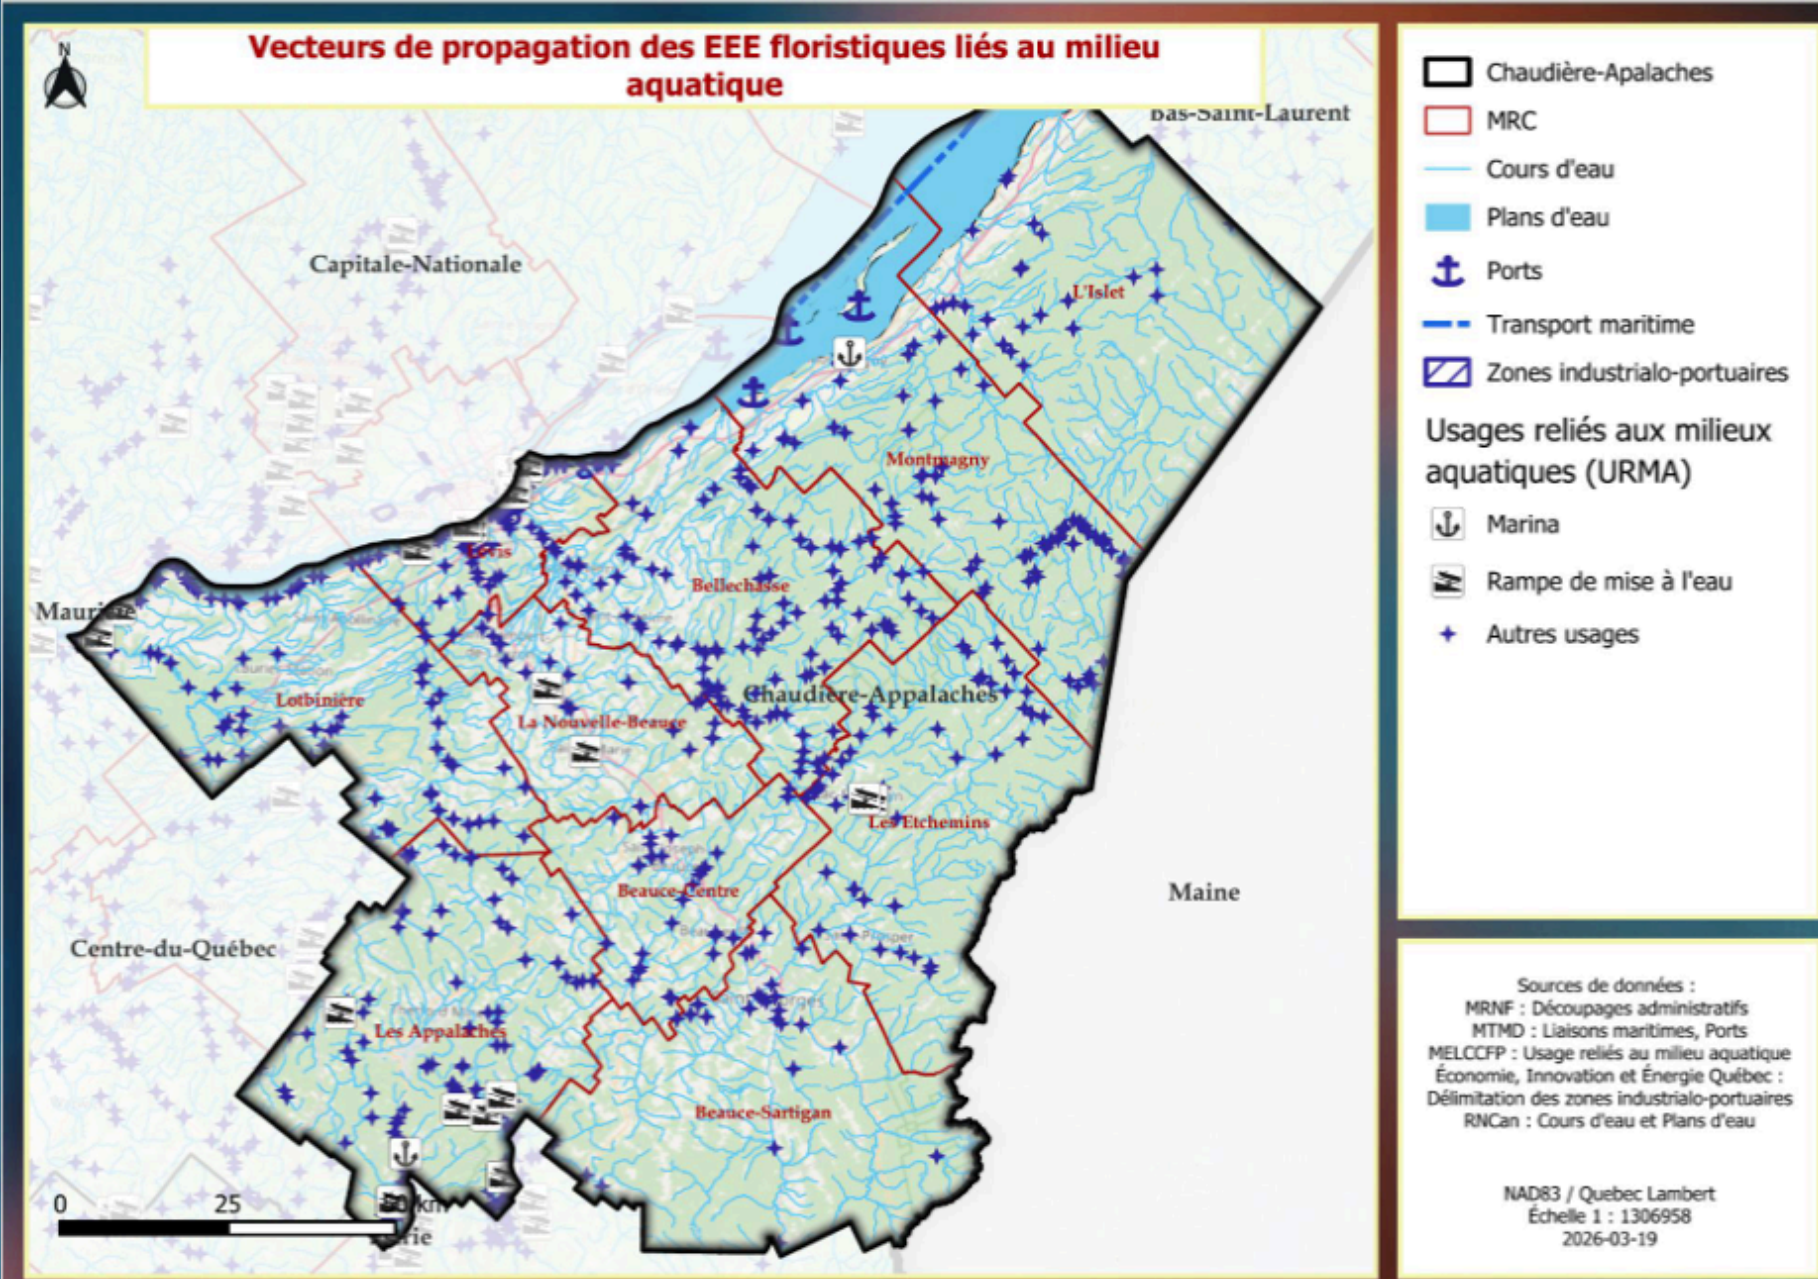 Vecteurs de propagation des EEE floristiques liés au milieu
aquatique
N
Bas-Saint-Laurent
Capitale-Nationale
L'Islet
Montmagny
Lévis
Bellechasse
Mauricie
Lotbinière
Chaudière-Appalaches
La Nouvelle-Beauce
Les Etchemins
Beauce-Centre
Maine
Centre-du-Québec
Les Appalaches
Beauce-Sartigan
0 25 50 km
Chaudière-Apalaches
MRC
Cours d'eau
Plans d'eau
Ports
Transport maritime
Zones industrialo-portuaires
Usages reliés aux milieux
aquatiques (URMA)
Marina
Rampe de mise à l'eau
Autres usages
Sources de données :
MRNF : Découpages administratifs
MTMD : Liaisons maritimes, Ports
MELCCFP : Usage reliés au milieu aquatique
Économie, Innovation et Énergie Québec :
Délimitation des zones industrialo-portuaires
RNCan : Cours d'eau et Plans d'eau
NAD83 / Quebec Lambert
Échelle 1 : 1306958
2026-03-19